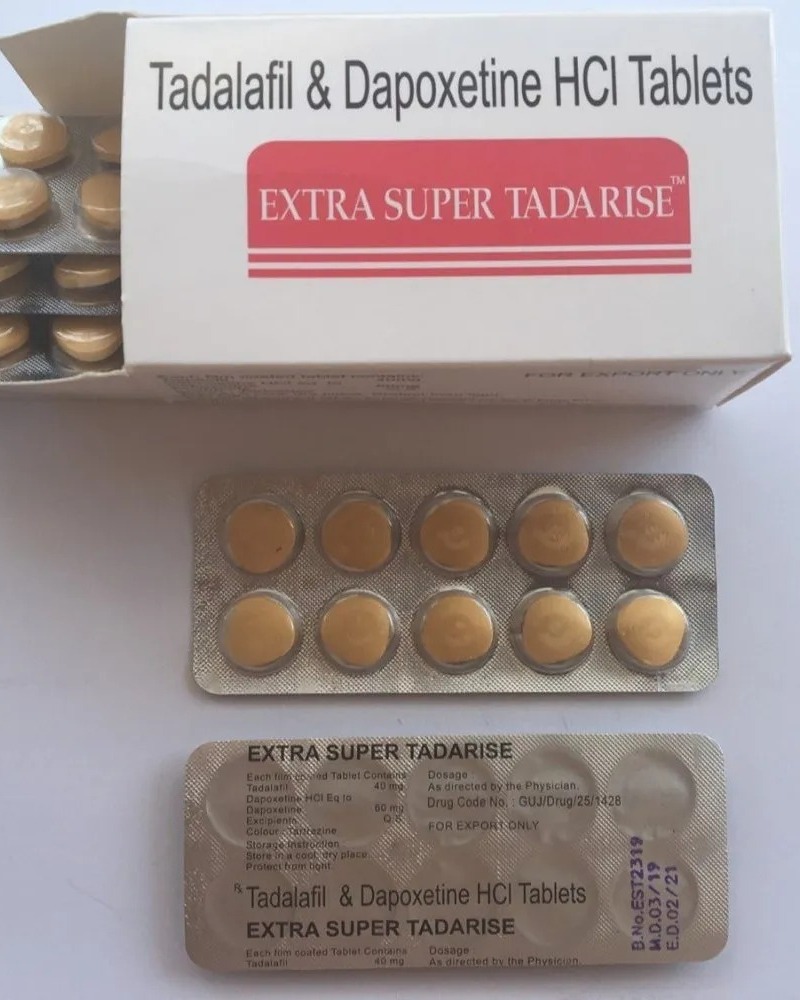 Tadalafil & Dapoxetine HCl Tablets
EXTRA SUPER TADARISE™
FOR EXPORT ONLY
EXTRA SUPER TADARISE
Each film coated Tablet Contains
Tadalafil 40 mg
Dapoxetine HCl Eq to
Dapoxetine 60 mg
Excipients Q.S
Colour: Tartrazine
Storage Instruction
Store in a cool, dry place.
Protect from light.
Dosage
As directed by the Physician.
Drug Code No. : GUJ/Drug/25/1428
FOR EXPORT ONLY
℞ Tadalafil & Dapoxetine HCl Tablets
EXTRA SUPER TADARISE
Each film coated Tablet Contains
Tadalafil 40 mg
Dosage
As directed by the Physician.
B.No.EST2319
M.D.03/19
E.D.02/21